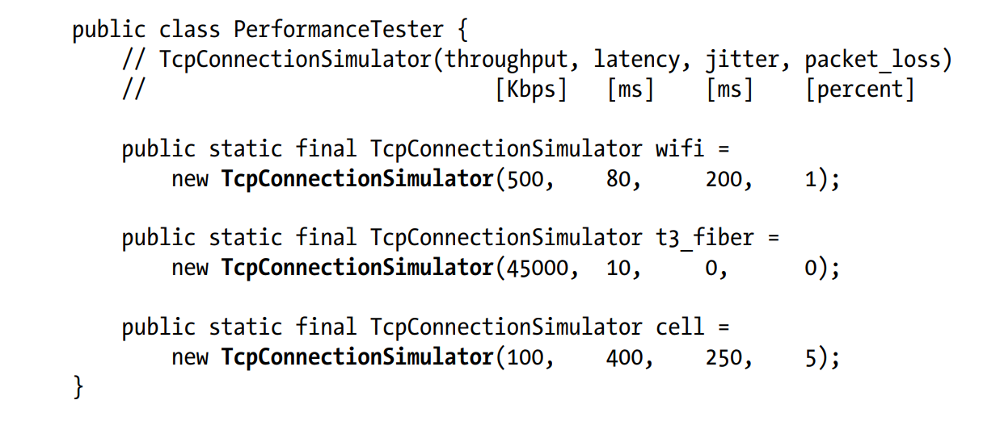 public class PerformanceTester {
    // TcpConnectionSimulator(throughput, latency, jitter, packet_loss)
    //                            [Kbps]   [ms]    [ms]    [percent]
    public static final TcpConnectionSimulator wifi =
        new TcpConnectionSimulator(500,    80,     200,    1);
    public static final TcpConnectionSimulator t3_fiber =
        new TcpConnectionSimulator(45000,  10,     0,      0);
    public static final TcpConnectionSimulator cell =
        new TcpConnectionSimulator(100,    400,    250,    5);
}